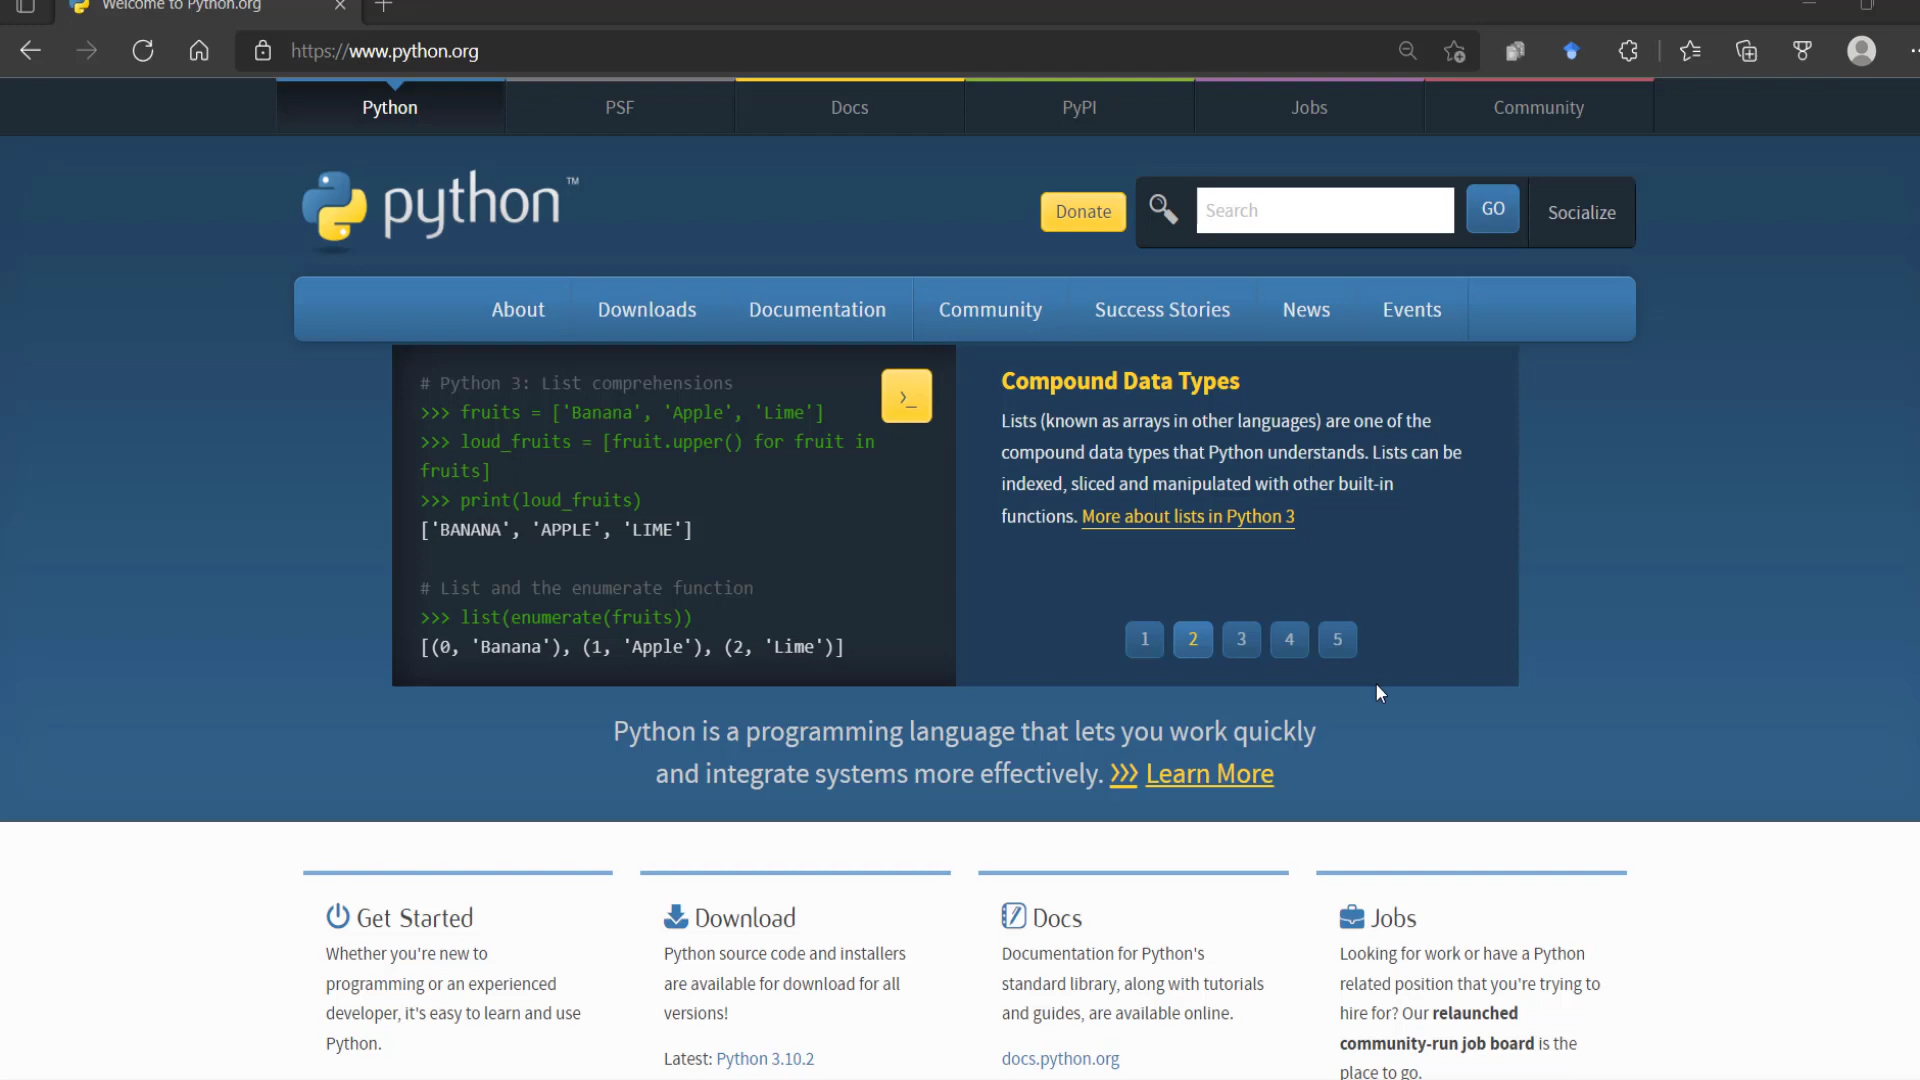 Welcome to Python.org
https://www.python.org
Python
PSF
Docs
PyPI
Jobs
Community
python™
Donate
Search
GO
Socialize
About
Downloads
Documentation
Community
Success Stories
News
Events
# Python 3: List comprehensions
>>> fruits = ['Banana', 'Apple', 'Lime']
>>> loud_fruits = [fruit.upper() for fruit in
fruits]
>>> print(loud_fruits)
['BANANA', 'APPLE', 'LIME']
# List and the enumerate function
>>> list(enumerate(fruits))
[(0, 'Banana'), (1, 'Apple'), (2, 'Lime')]
>_
Compound Data Types
Lists (known as arrays in other languages) are one of the
compound data types that Python understands. Lists can be
indexed, sliced and manipulated with other built-in
functions. More about lists in Python 3
1
2
3
4
5
Python is a programming language that lets you work quickly
and integrate systems more effectively. >>> Learn More
Get Started
Whether you're new to
programming or an experienced
developer, it's easy to learn and use
Python.
Download
Python source code and installers
are available for download for all
versions!
Latest: Python 3.10.2
Docs
Documentation for Python's
standard library, along with tutorials
and guides, are available online.
docs.python.org
Jobs
Looking for work or have a Python
related position that you're trying to
hire for? Our relaunched
community-run job board is the
place to go.